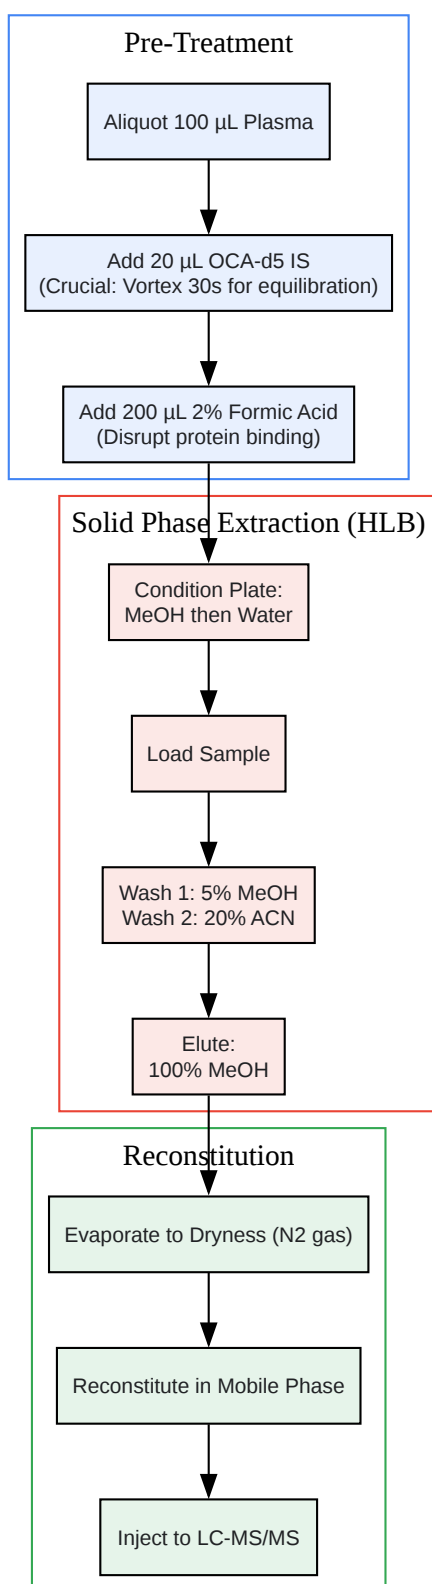 Pre-Treatment
Aliquot 100 µL Plasma
Add 20 µL OCA-d5 IS
(Crucial: Vortex 30s for equilibration)
Add 200 µL 2% Formic Acid
(Disrupt protein binding)
Solid Phase Extraction (HLB)
Condition Plate:
MeOH then Water
Load Sample
Wash 1: 5% MeOH
Wash 2: 20% ACN
Elute:
100% MeOH
Reconstitution
Evaporate to Dryness (N2 gas)
Reconstitute in Mobile Phase
Inject to LC-MS/MS